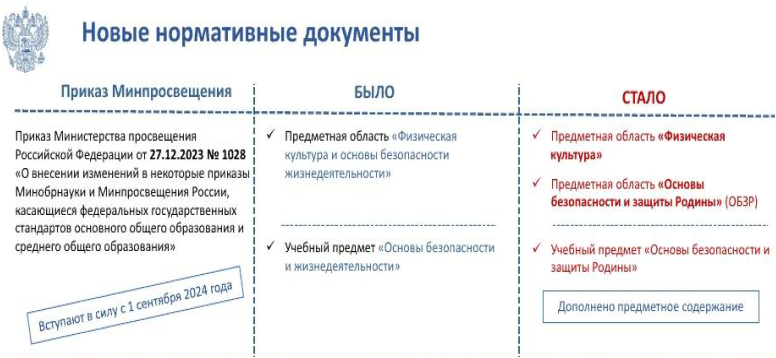 Новые нормативные документы
Приказ Минпросвещения
БЫЛО
СТАЛО
Приказ Министерства просвещения
Российской Федерации от 27.12.2023 № 1028
«О внесении изменений в некоторые приказы
Минобрнауки и Минпросвещения России,
касающиеся федеральных государственных
стандартов основного общего образования и
среднего общего образования»
Вступают в силу с 1 сентября 2024 года
✓ Предметная область «Физическая
культура и основы безопасности
жизнедеятельности»
✓ Учебный предмет «Основы безопасности
и жизнедеятельности»
✓ Предметная область «Физическая
культура»
✓ Предметная область «Основы
безопасности и защиты Родины» (ОБЗР)
✓ Учебный предмет «Основы безопасности и
защиты Родины»
Дополнено предметное содержание